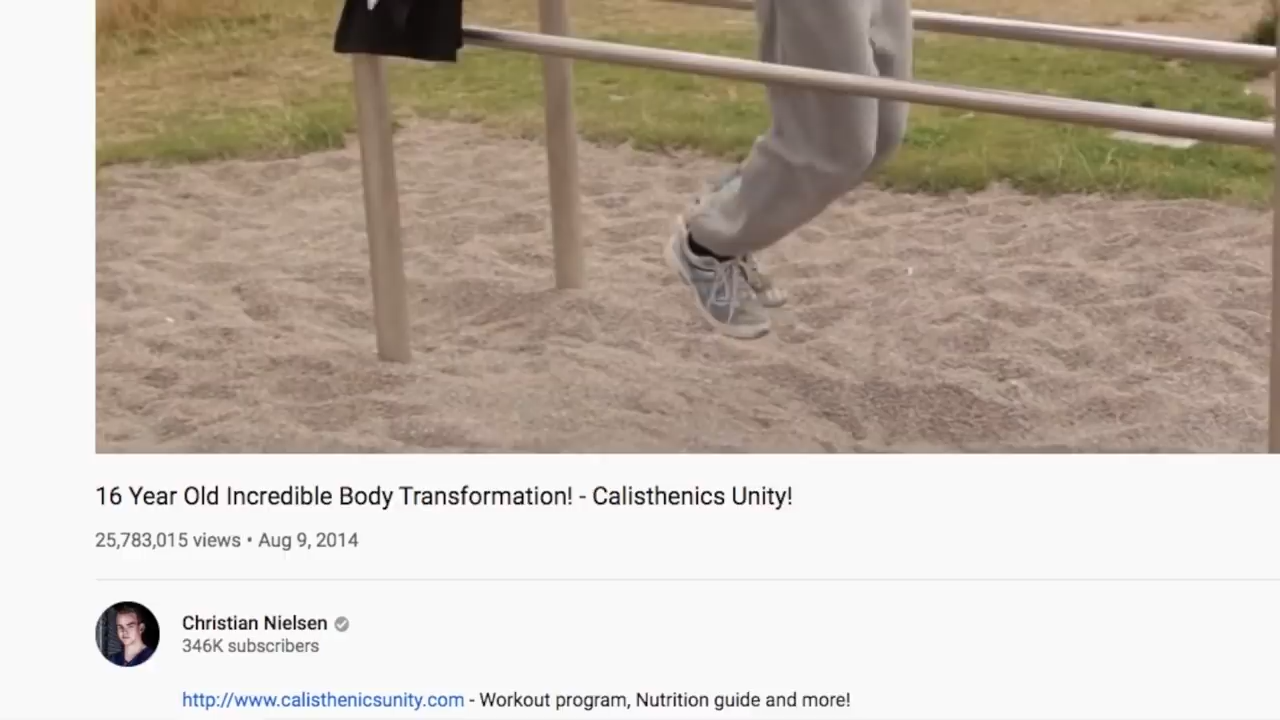 16 Year Old Incredible Body Transformation! - Calisthenics Unity!
25,783,015 views • Aug 9, 2014
Christian Nielsen
346K subscribers
http://www.calisthenicsunity.com - Workout program, Nutrition guide and more!